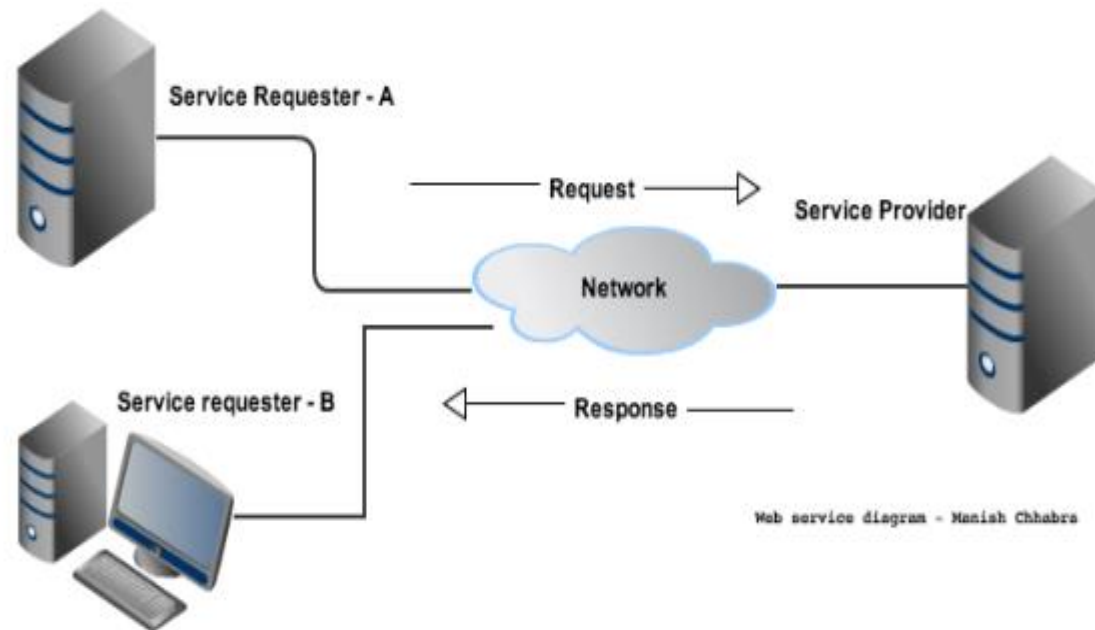 Service Requester - A
Request
Service Provider
Network
Service requester - B
Response
Web service diagram - Manish Chhabra